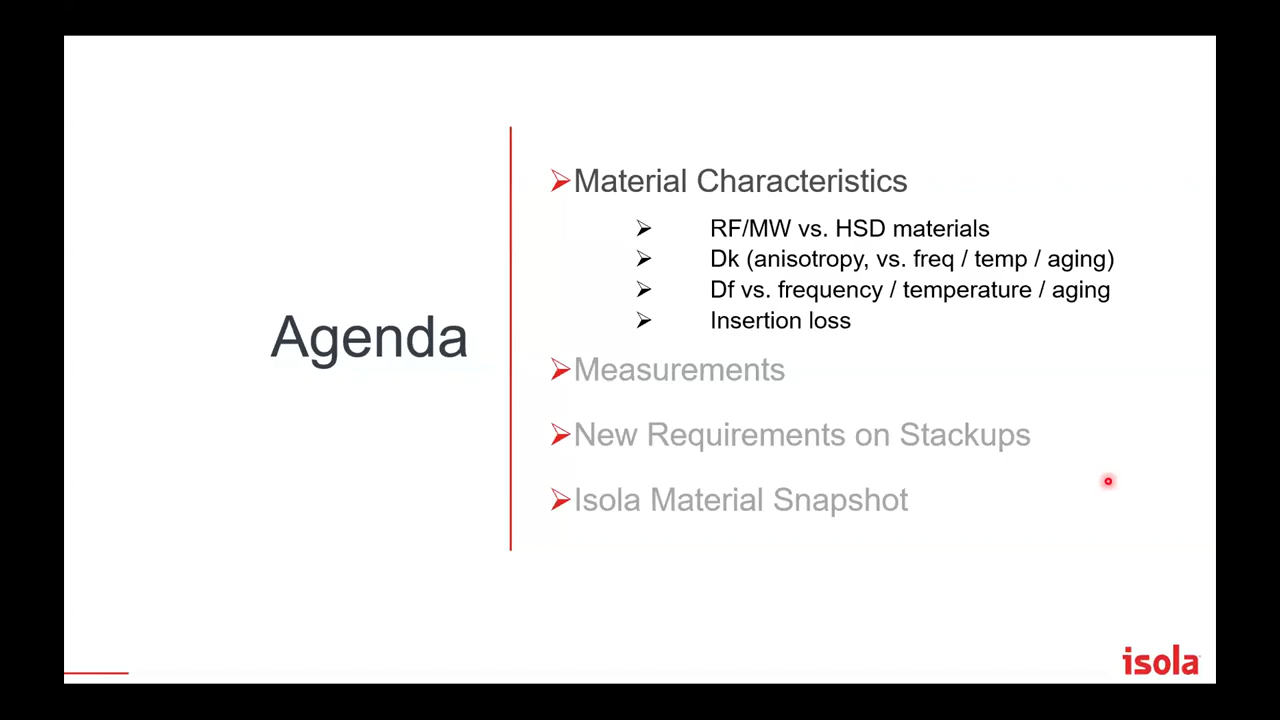 Agenda
Material Characteristics
RF/MW vs. HSD materials
Dk (anisotropy, vs. freq / temp / aging)
Df vs. frequency / temperature / aging
Insertion loss
Measurements
New Requirements on Stackups
Isola Material Snapshot
isola